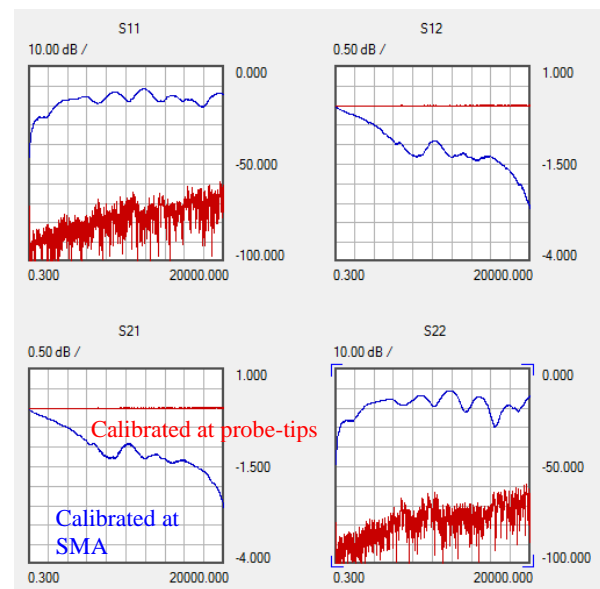 S11
10.00 dB /
0.000
-50.000
-100.000
0.300
20000.000
S12
0.50 dB /
1.000
-1.500
-4.000
0.300
20000.000
S21
0.50 dB /
1.000
Calibrated at probe-tips
-1.500
Calibrated at
SMA
-4.000
0.300
20000.000
S22
10.00 dB /
0.000
-50.000
-100.000
0.300
20000.000